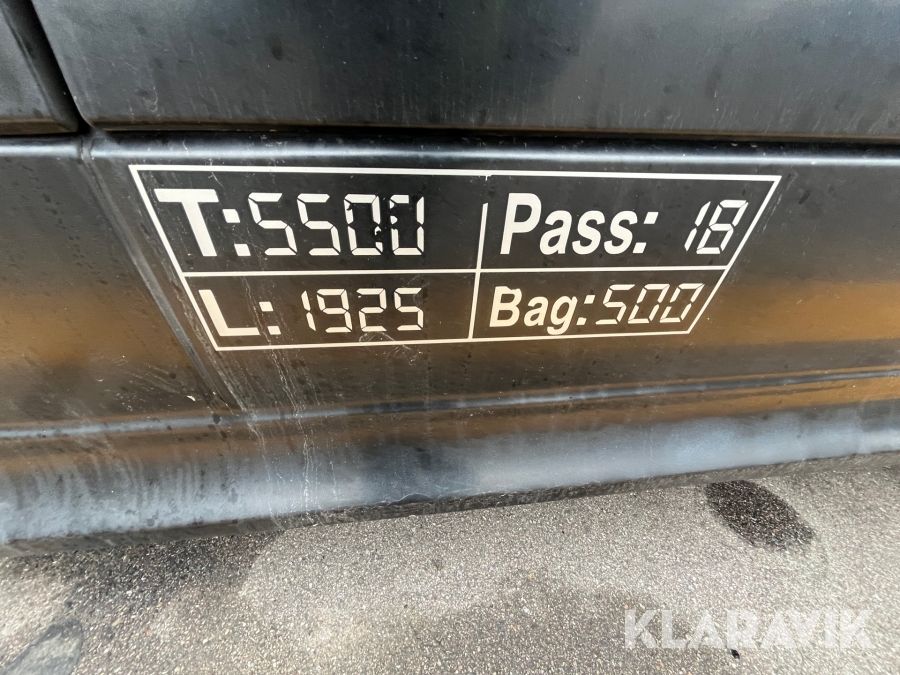 T: 5500 Pass: 18
L: 1925 Bag: 500
KLARAVIK